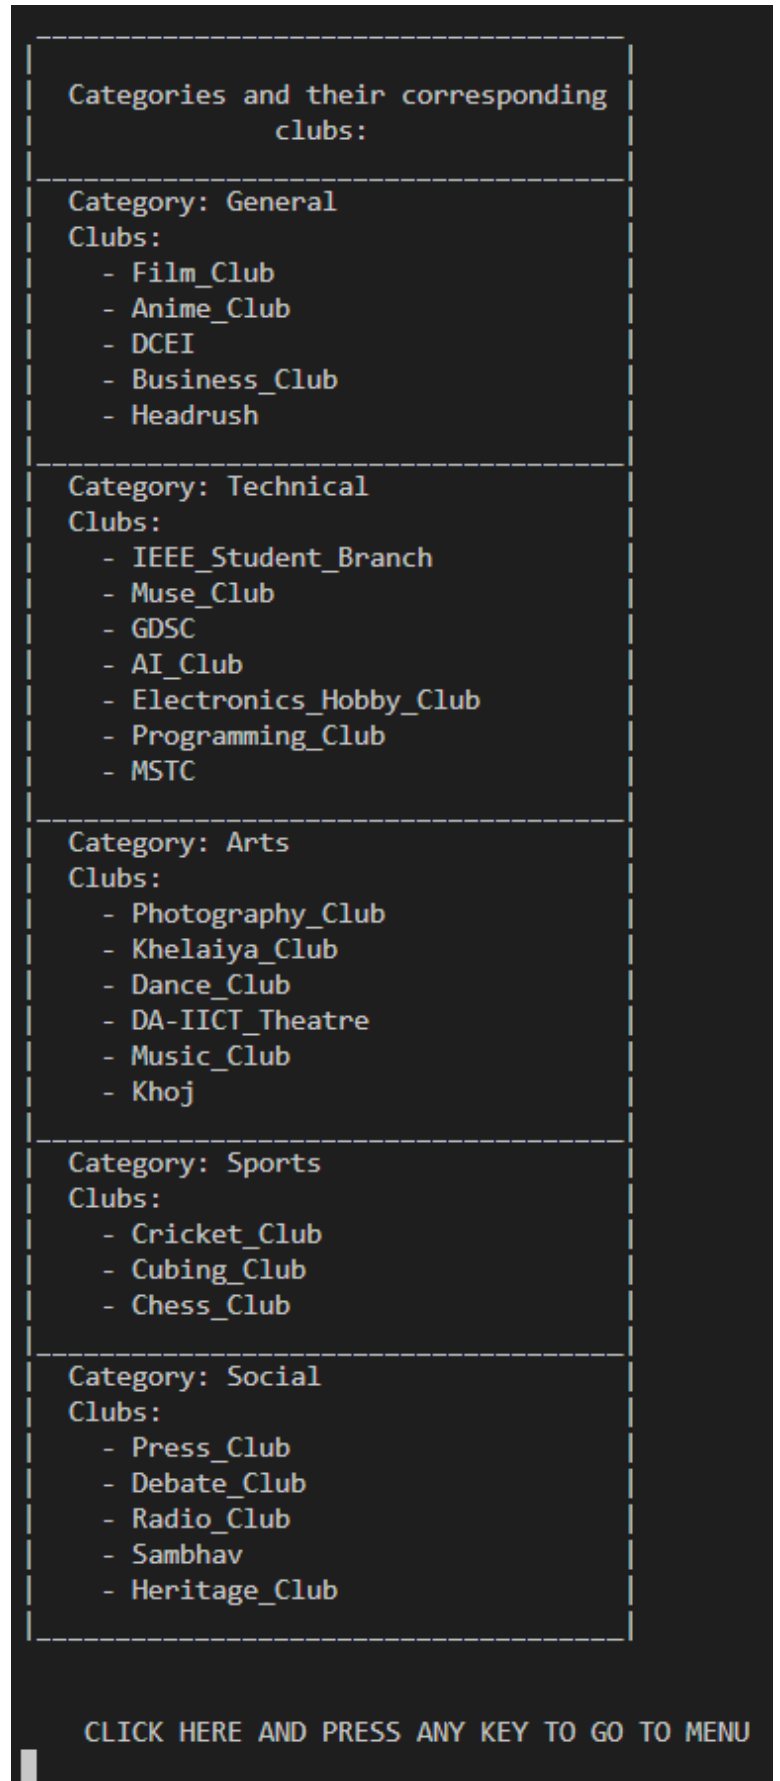 Categories and their corresponding
clubs:
Category: General
Clubs:
- Film_Club
- Anime_Club
- DCEI
- Business_Club
- Headrush
Category: Technical
Clubs:
- IEEE_Student_Branch
- Muse_Club
- GDSC
- AI_Club
- Electronics_Hobby_Club
- Programming_Club
- MSTC
Category: Arts
Clubs:
- Photography_Club
- Khelaiya_Club
- Dance_Club
- DA-IICT_Theatre
- Music_Club
- Khoj
Category: Sports
Clubs:
- Cricket_Club
- Cubing_Club
- Chess_Club
Category: Social
Clubs:
- Press_Club
- Debate_Club
- Radio_Club
- Sambhav
- Heritage_Club
CLICK HERE AND PRESS ANY KEY TO GO TO MENU